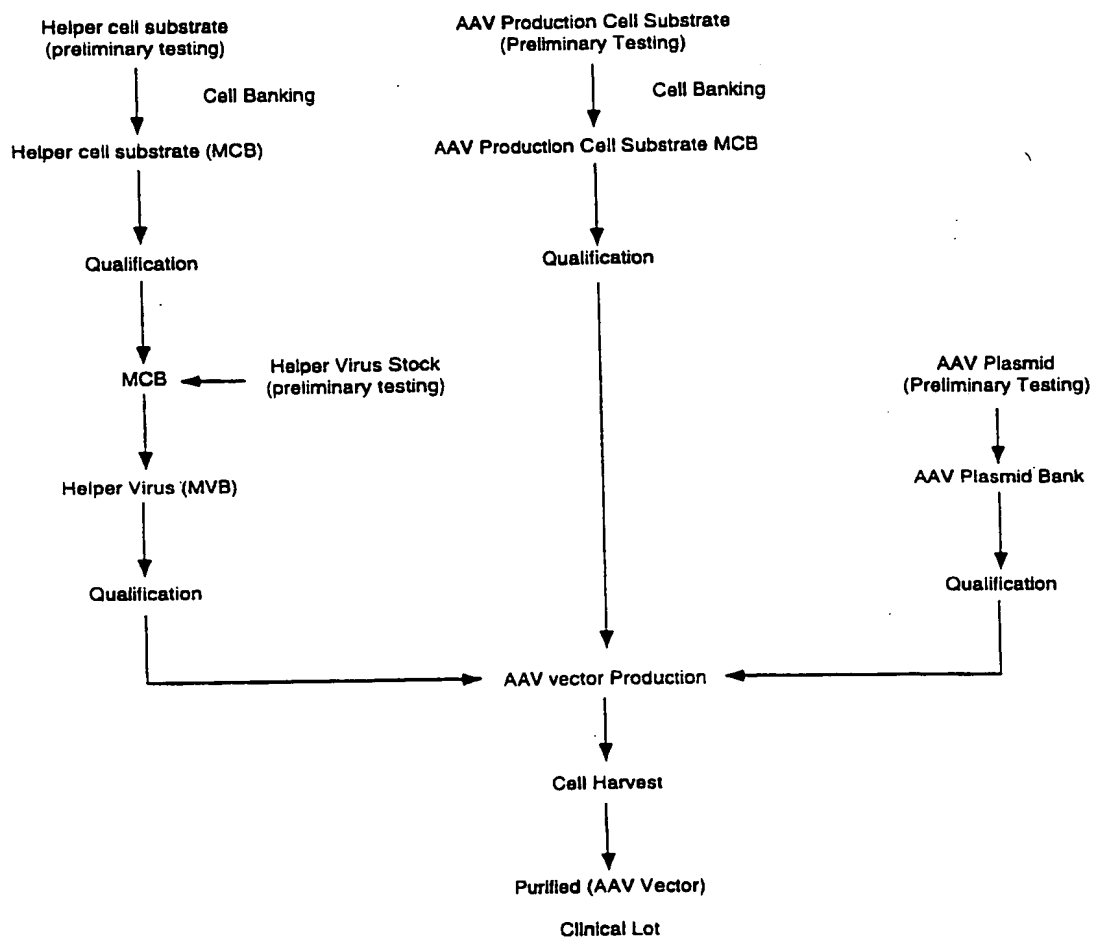 Helper cell substrate
(preliminary testing)
Cell Banking
Helper cell substrate (MCB)
Qualification
MCB
Helper Virus Stock
(preliminary testing)
Helper Virus (MVB)
Qualification
AAV Production Cell Substrate
(Preliminary Testing)
Cell Banking
AAV Production Cell Substrate MCB
Qualification
AAV Plasmid
(Preliminary Testing)
AAV Plasmid Bank
Qualification
AAV vector Production
Cell Harvest
Purified (AAV Vector)
Clinical Lot